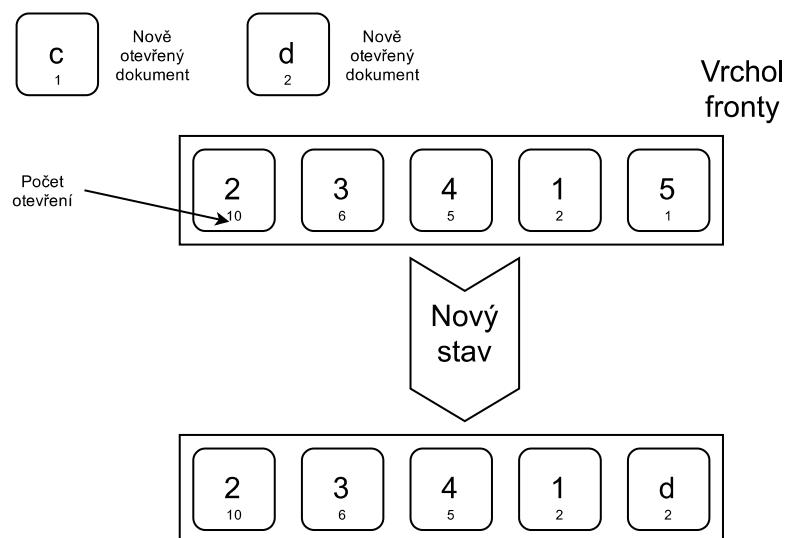 c
1
Nově
otevřený
dokument
d
2
Nově
otevřený
dokument
Vrchol
fronty
Počet
otevření
2
10
3
6
4
5
1
2
5
1
Nový
stav
2
10
3
6
4
5
1
2
d
2